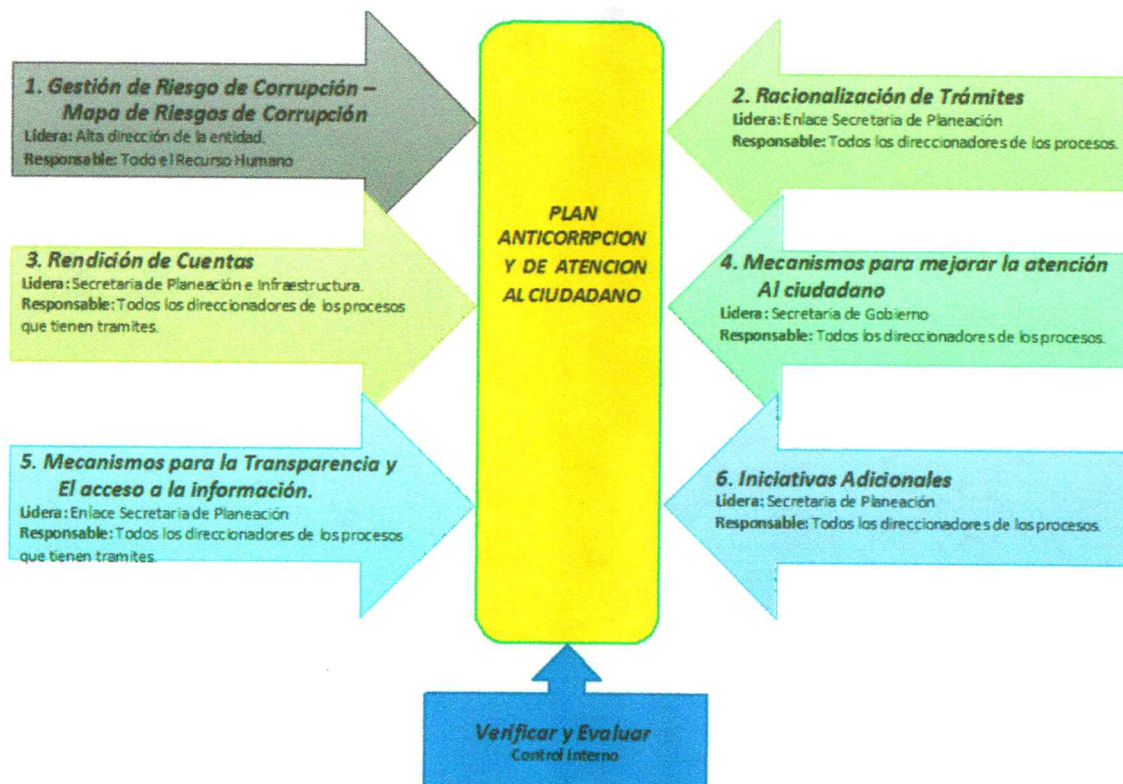 1. Gestión de Riesgo de Corrupción –
Mapa de Riesgos de Corrupción
Lidera: Alta dirección de la entidad.
Responsable: Todo el Recurso Humano
2. Racionalización de Trámites
Lidera: Enlace Secretaria de Planeación
Responsable: Todos los direccionadores de los procesos.
PLAN
ANTICORRPCION
Y DE ATENCION
AL CIUDADANO
3. Rendición de Cuentas
Lidera: Secretaria de Planeación e Infraestructura.
Responsable: Todos los direccionadores de los procesos
que tienen tramites.
4. Mecanismos para mejorar la atención
Al ciudadano
Lidera: Secretaria de Gobierno
Responsable: Todos los direccionadores de los procesos.
5. Mecanismos para la Transparencia y
El acceso a la información.
Lidera: Enlace Secretaria de Planeación
Responsable: Todos los direccionadores de los procesos
que tienen tramites.
6. Iniciativas Adicionales
Lidera: Secretaria de Planeación
Responsable: Todos los direccionadores de los procesos.
Verificar y Evaluar
Control Interno